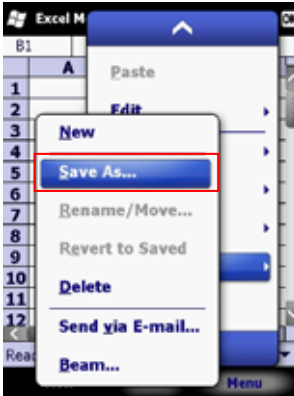 Excel M
B1
A
Paste
1
2
Edit
3
New
4
5
Save As...
6
7
Rename/Move...
8
9
Revert to Saved
10
Delete
11
12
Send via E-mail...
Rea
Beam...
Menu